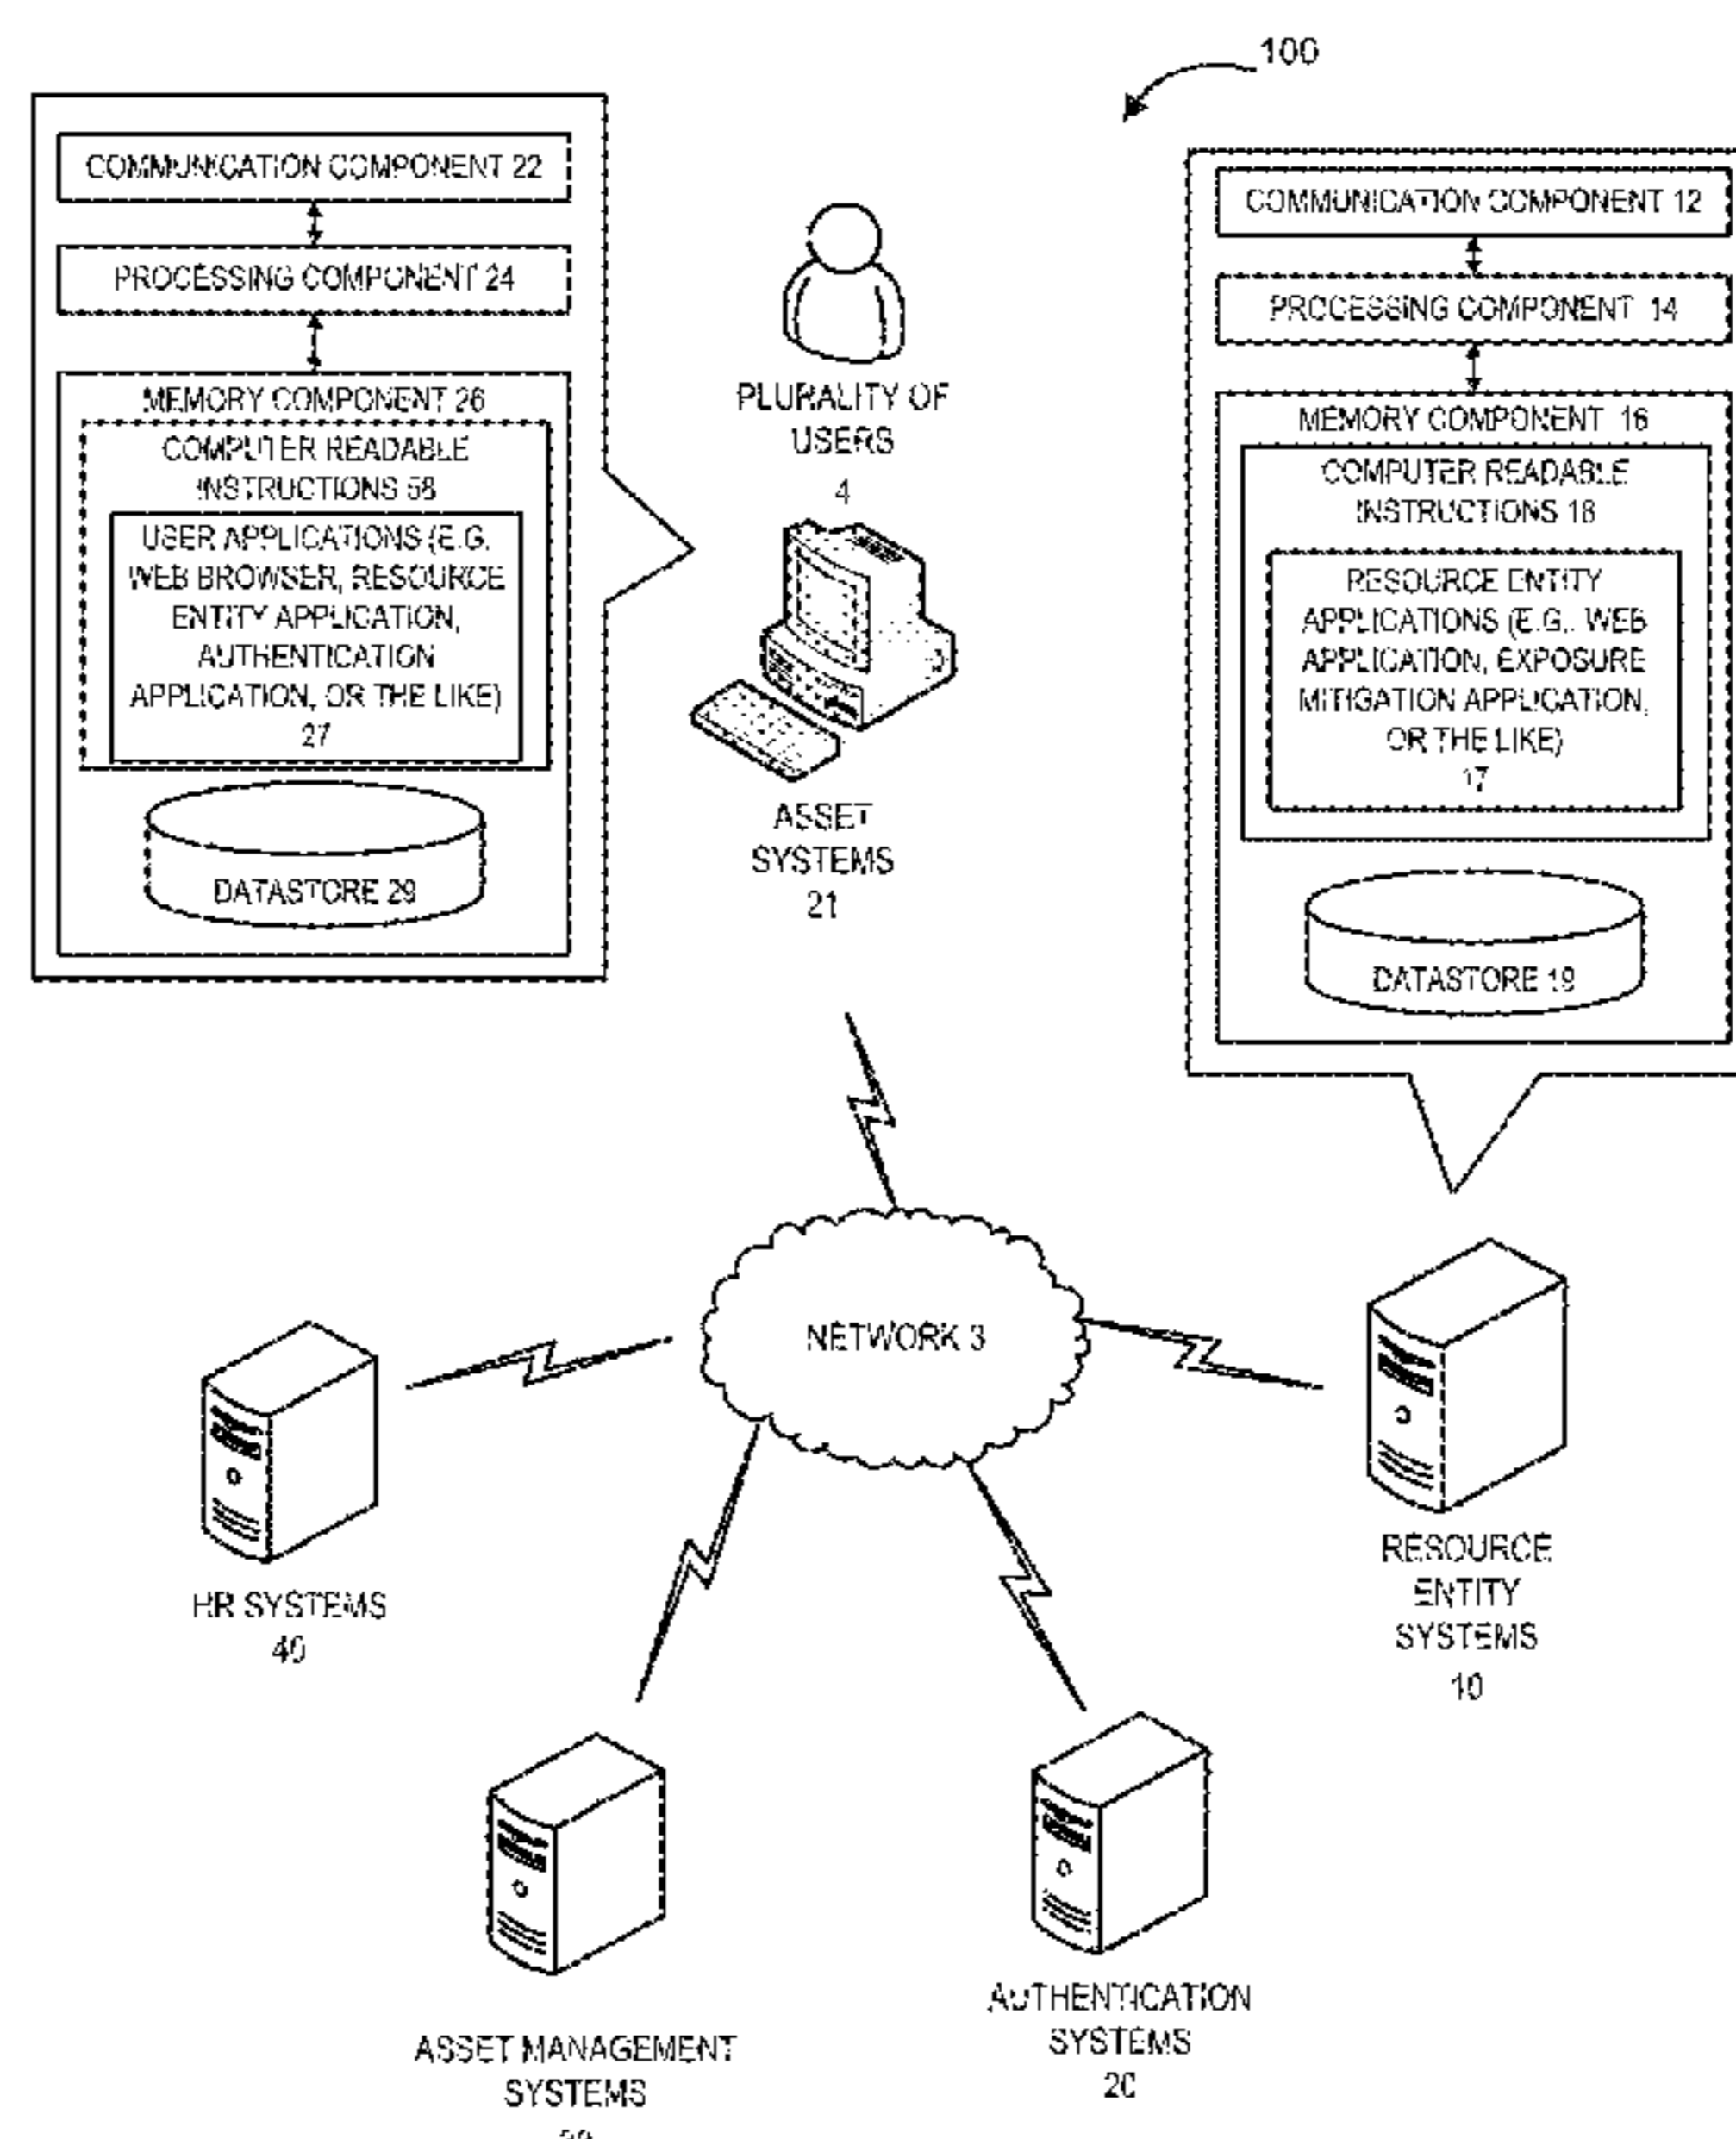 100
COMMUNICATION COMPONENT 22
PROCESSING COMPONENT 24
MEMORY COMPONENT 26
COMPUTER READABLE
INSTRUCTIONS 58
USER APPLICATIONS (E.G.
WEB BROWSER, RESOURCE
ENTITY APPLICATION,
AUTHENTICATION
APPLICATION, OR THE LIKE)
27
DATASTORE 29
PLURALITY OF
USERS
4
ASSET
SYSTEMS
21
COMMUNICATION COMPONENT 12
PROCESSING COMPONENT 14
MEMORY COMPONENT 16
COMPUTER READABLE
INSTRUCTIONS 18
RESOURCE ENTITY
APPLICATIONS (E.G., WEB
APPLICATION, EXPOSURE
MITIGATION APPLICATION,
OR THE LIKE)
17
DATASTORE 19
NETWORK 3
HR SYSTEMS
40
RESOURCE
ENTITY
SYSTEMS
10
ASSET MANAGEMENT
SYSTEMS
AUTHENTICATION
SYSTEMS
20